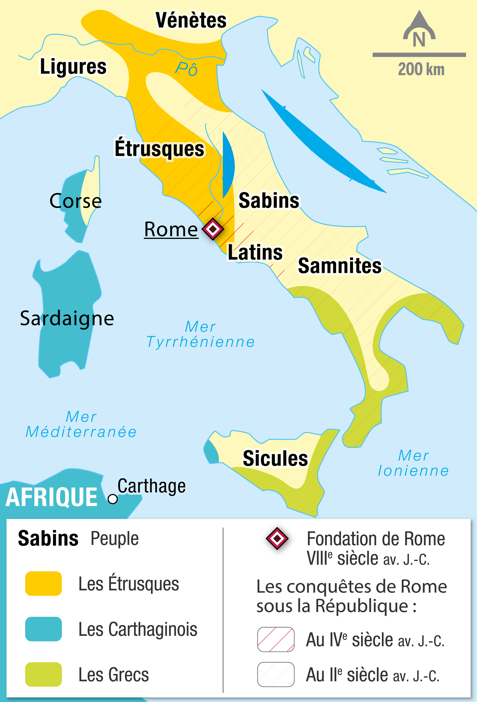 Vénètes
N
200 km
Ligures
Pô
Étrusques
Corse
Sabins
Rome
Latins
Samnites
Sardaigne
Mer
Tyrrhénienne
Mer
Méditerranée
Sicules
Mer
Ionienne
AFRIQUE
Carthage
Sabins Peuple
Les Étrusques
Les Carthaginois
Les Grecs
Fondation de Rome
VIIIe siècle av. J.-C.
Les conquêtes de Rome
sous la République :
Au IVe siècle av. J.-C.
Au IIe siècle av. J.-C.